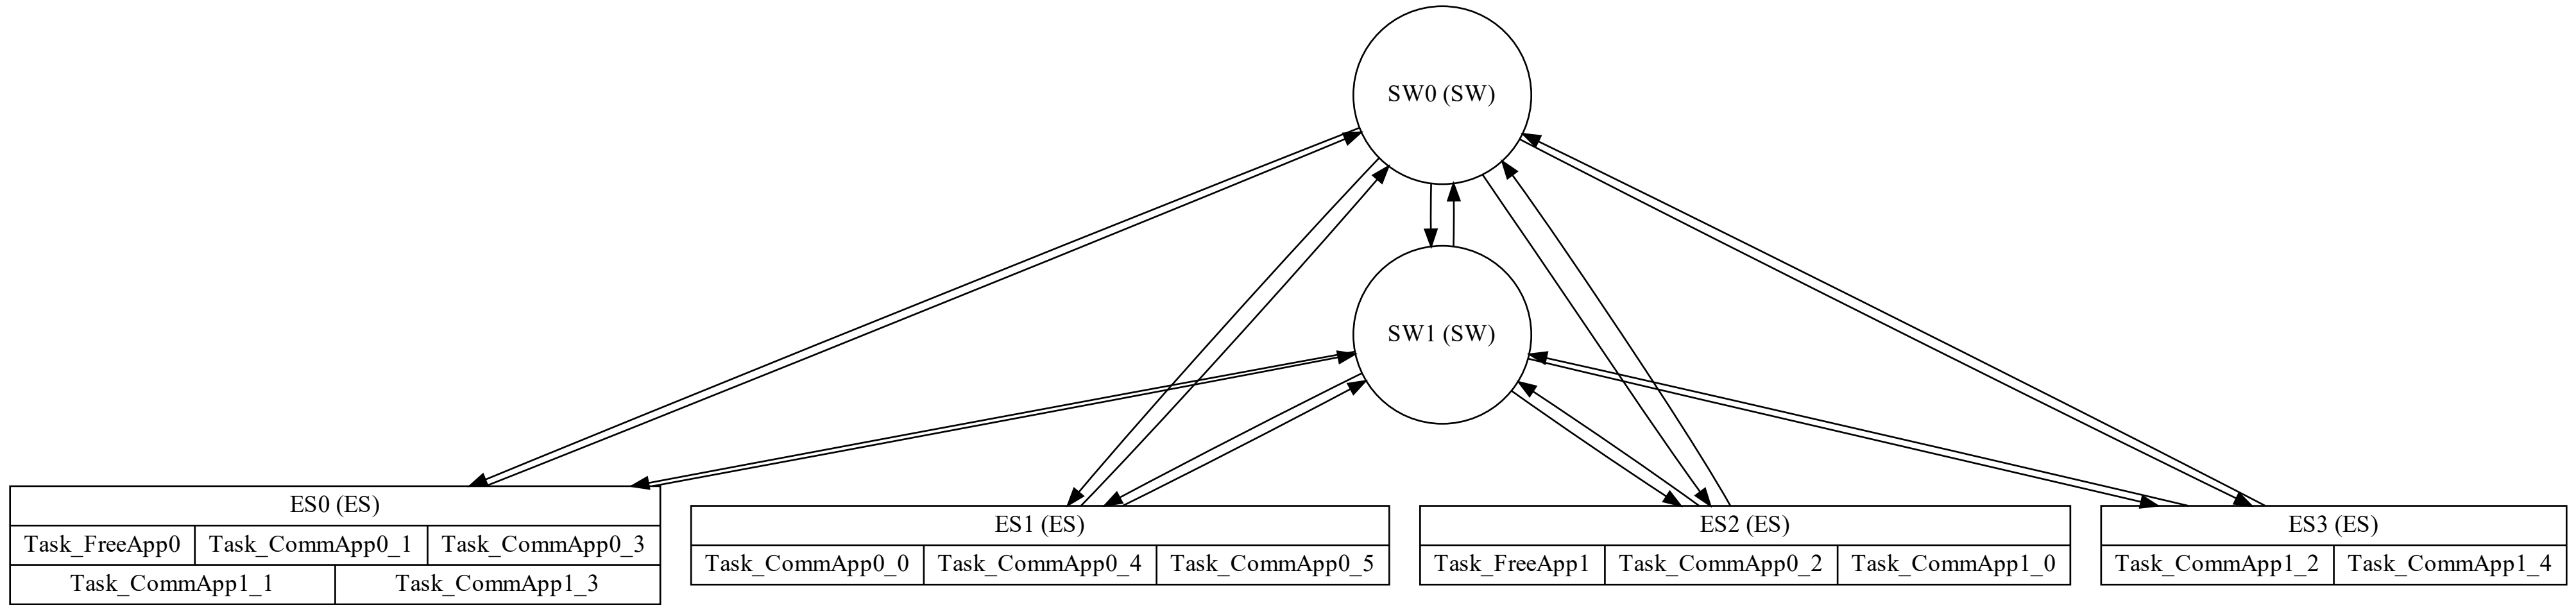 SW0 (SW)
SW1 (SW)
ES0 (ES)
Task_FreeApp0 Task_CommApp0_1 Task_CommApp0_3
Task_CommApp1_1 Task_CommApp1_3
ES1 (ES)
Task_CommApp0_0 Task_CommApp0_4 Task_CommApp0_5
ES2 (ES)
Task_FreeApp1 Task_CommApp0_2 Task_CommApp1_0
ES3 (ES)
Task_CommApp1_2 Task_CommApp1_4